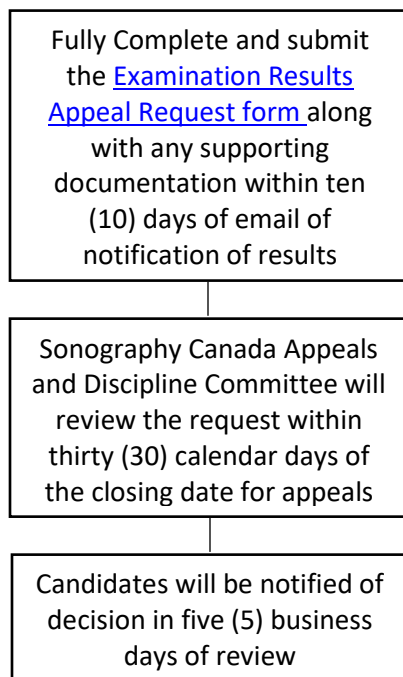 Fully Complete and submit
the Examination Results
Appeal Request form along
with any supporting
documentation within ten
(10) days of email of
notification of results
Sonography Canada Appeals
and Discipline Committee will
review the request within
thirty (30) calendar days of
the closing date for appeals
Candidates will be notified of
decision in five (5) business
days of review